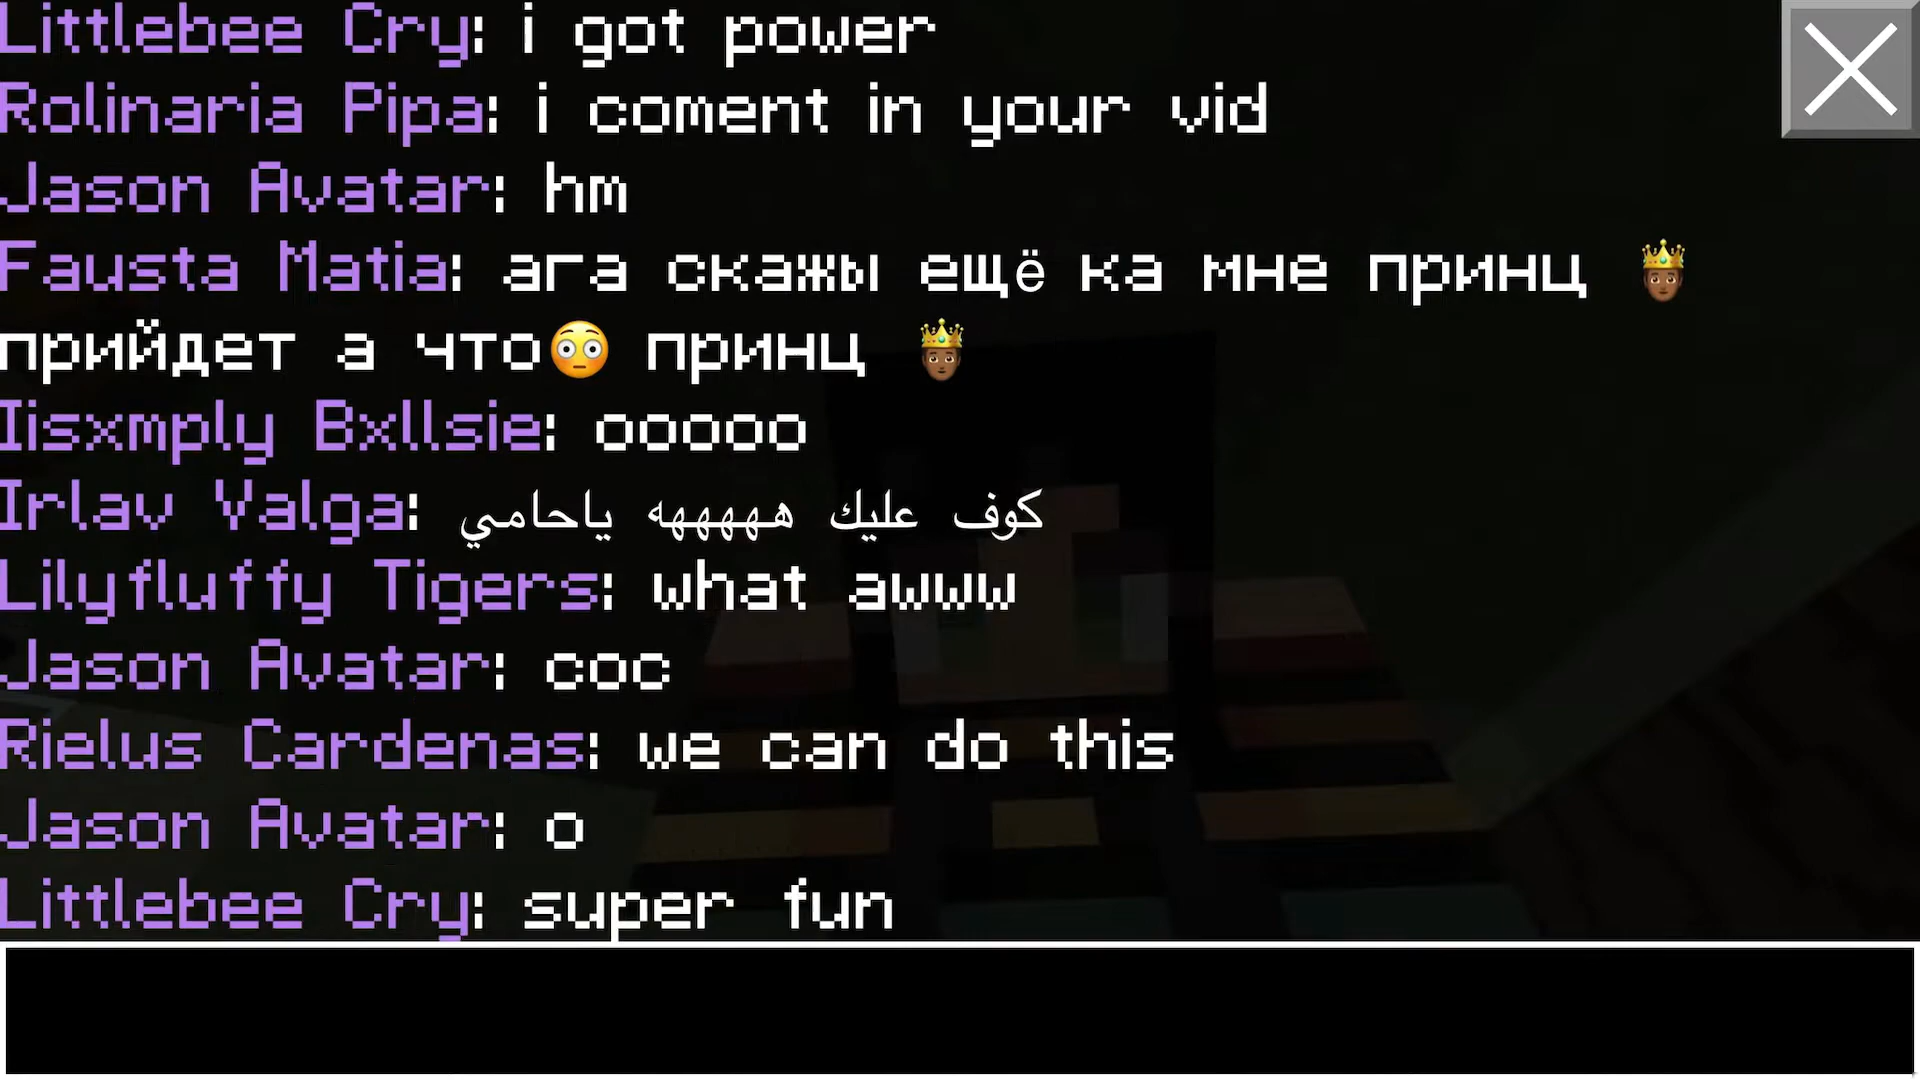 Littlebee Cry: i got power
Rolinaria Pipa: i coment in your vid
Jason Avatar: hm
Fausta Matia: ага скажы ещё ка мне принц 🤴🏾
прийдет а что😳 принц 🤴🏾
Iisxmply Bxllsie: ooooo
Irlav Valga: كوف عليك هههههه ياحامي
Lilyfluffy Tigers: what awww
Jason Avatar: coc
Rielus Cardenas: we can do this
Jason Avatar: o
Littlebee Cry: super fun